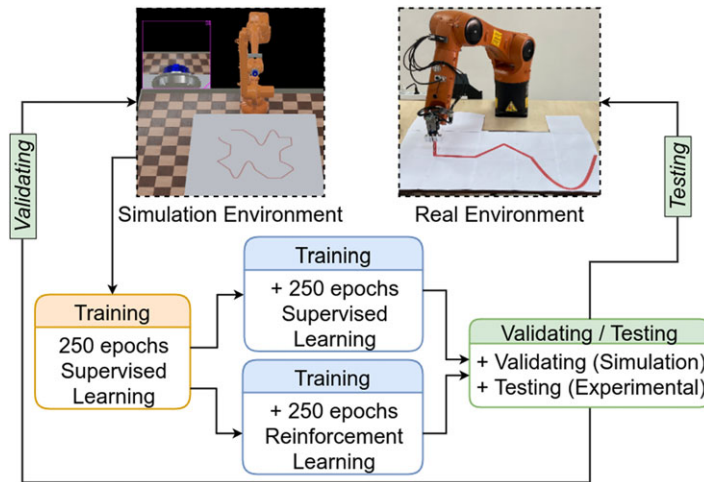 Simulation Environment
Real Environment
Validating
Testing
Training
250 epochs
Supervised
Learning
Training
+ 250 epochs
Supervised
Learning
Training
+ 250 epochs
Reinforcement
Learning
Validating / Testing
+ Validating (Simulation)
+ Testing (Experimental)